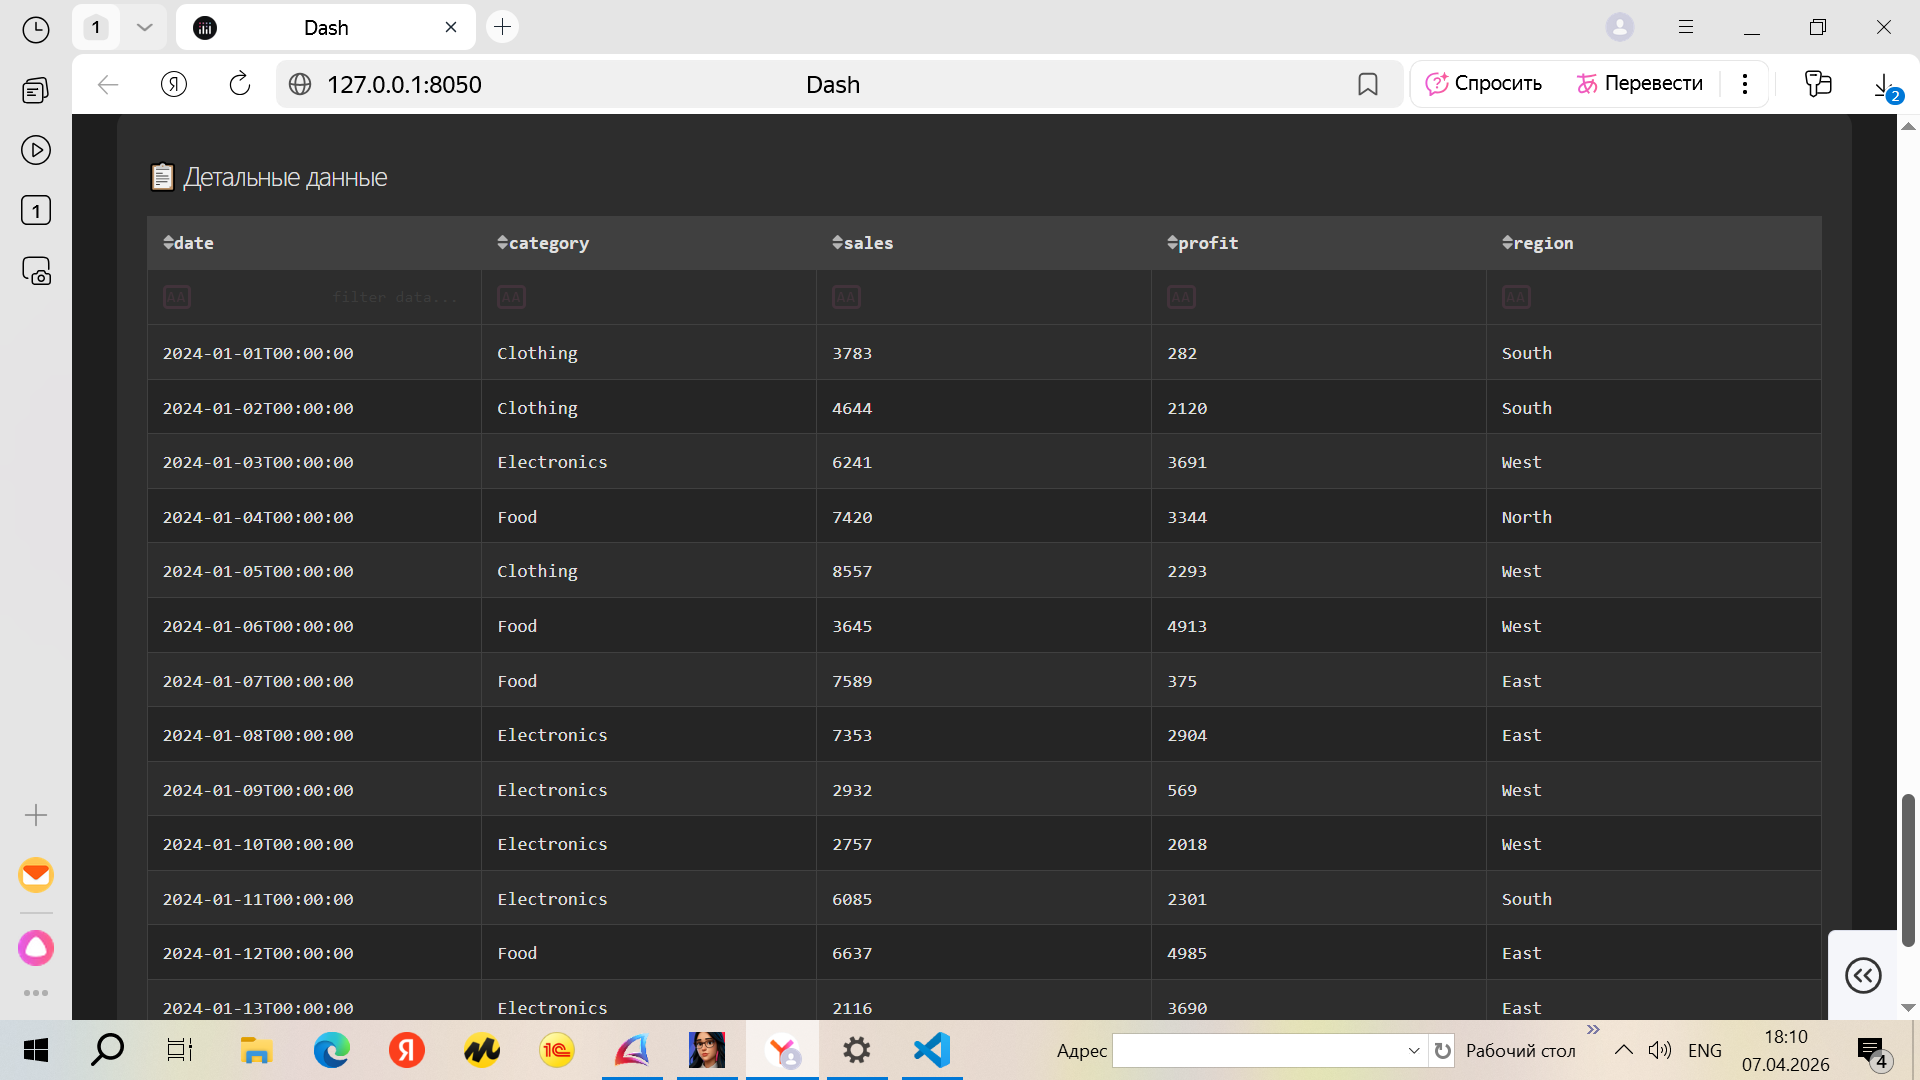 1
Dash
127.0.0.1:8050
Dash
Спросить
Перевести
2
1
Детальные данные
date category sales profit region
Aa filter data... Aa Aa Aa Aa
2024-01-01T00:00:00 Clothing 3783 282 South
2024-01-02T00:00:00 Clothing 4644 2120 South
2024-01-03T00:00:00 Electronics 6241 3691 West
2024-01-04T00:00:00 Food 7420 3344 North
2024-01-05T00:00:00 Clothing 8557 2293 West
2024-01-06T00:00:00 Food 3645 4913 West
2024-01-07T00:00:00 Food 7589 375 East
2024-01-08T00:00:00 Electronics 7353 2904 East
2024-01-09T00:00:00 Electronics 2932 569 West
2024-01-10T00:00:00 Electronics 2757 2018 West
2024-01-11T00:00:00 Electronics 6085 2301 South
2024-01-12T00:00:00 Food 6637 4985 East
2024-01-13T00:00:00 Electronics 2116 3690 East
Я
1С
Адрес
Рабочий стол
ENG
18:10
07.04.2026
4